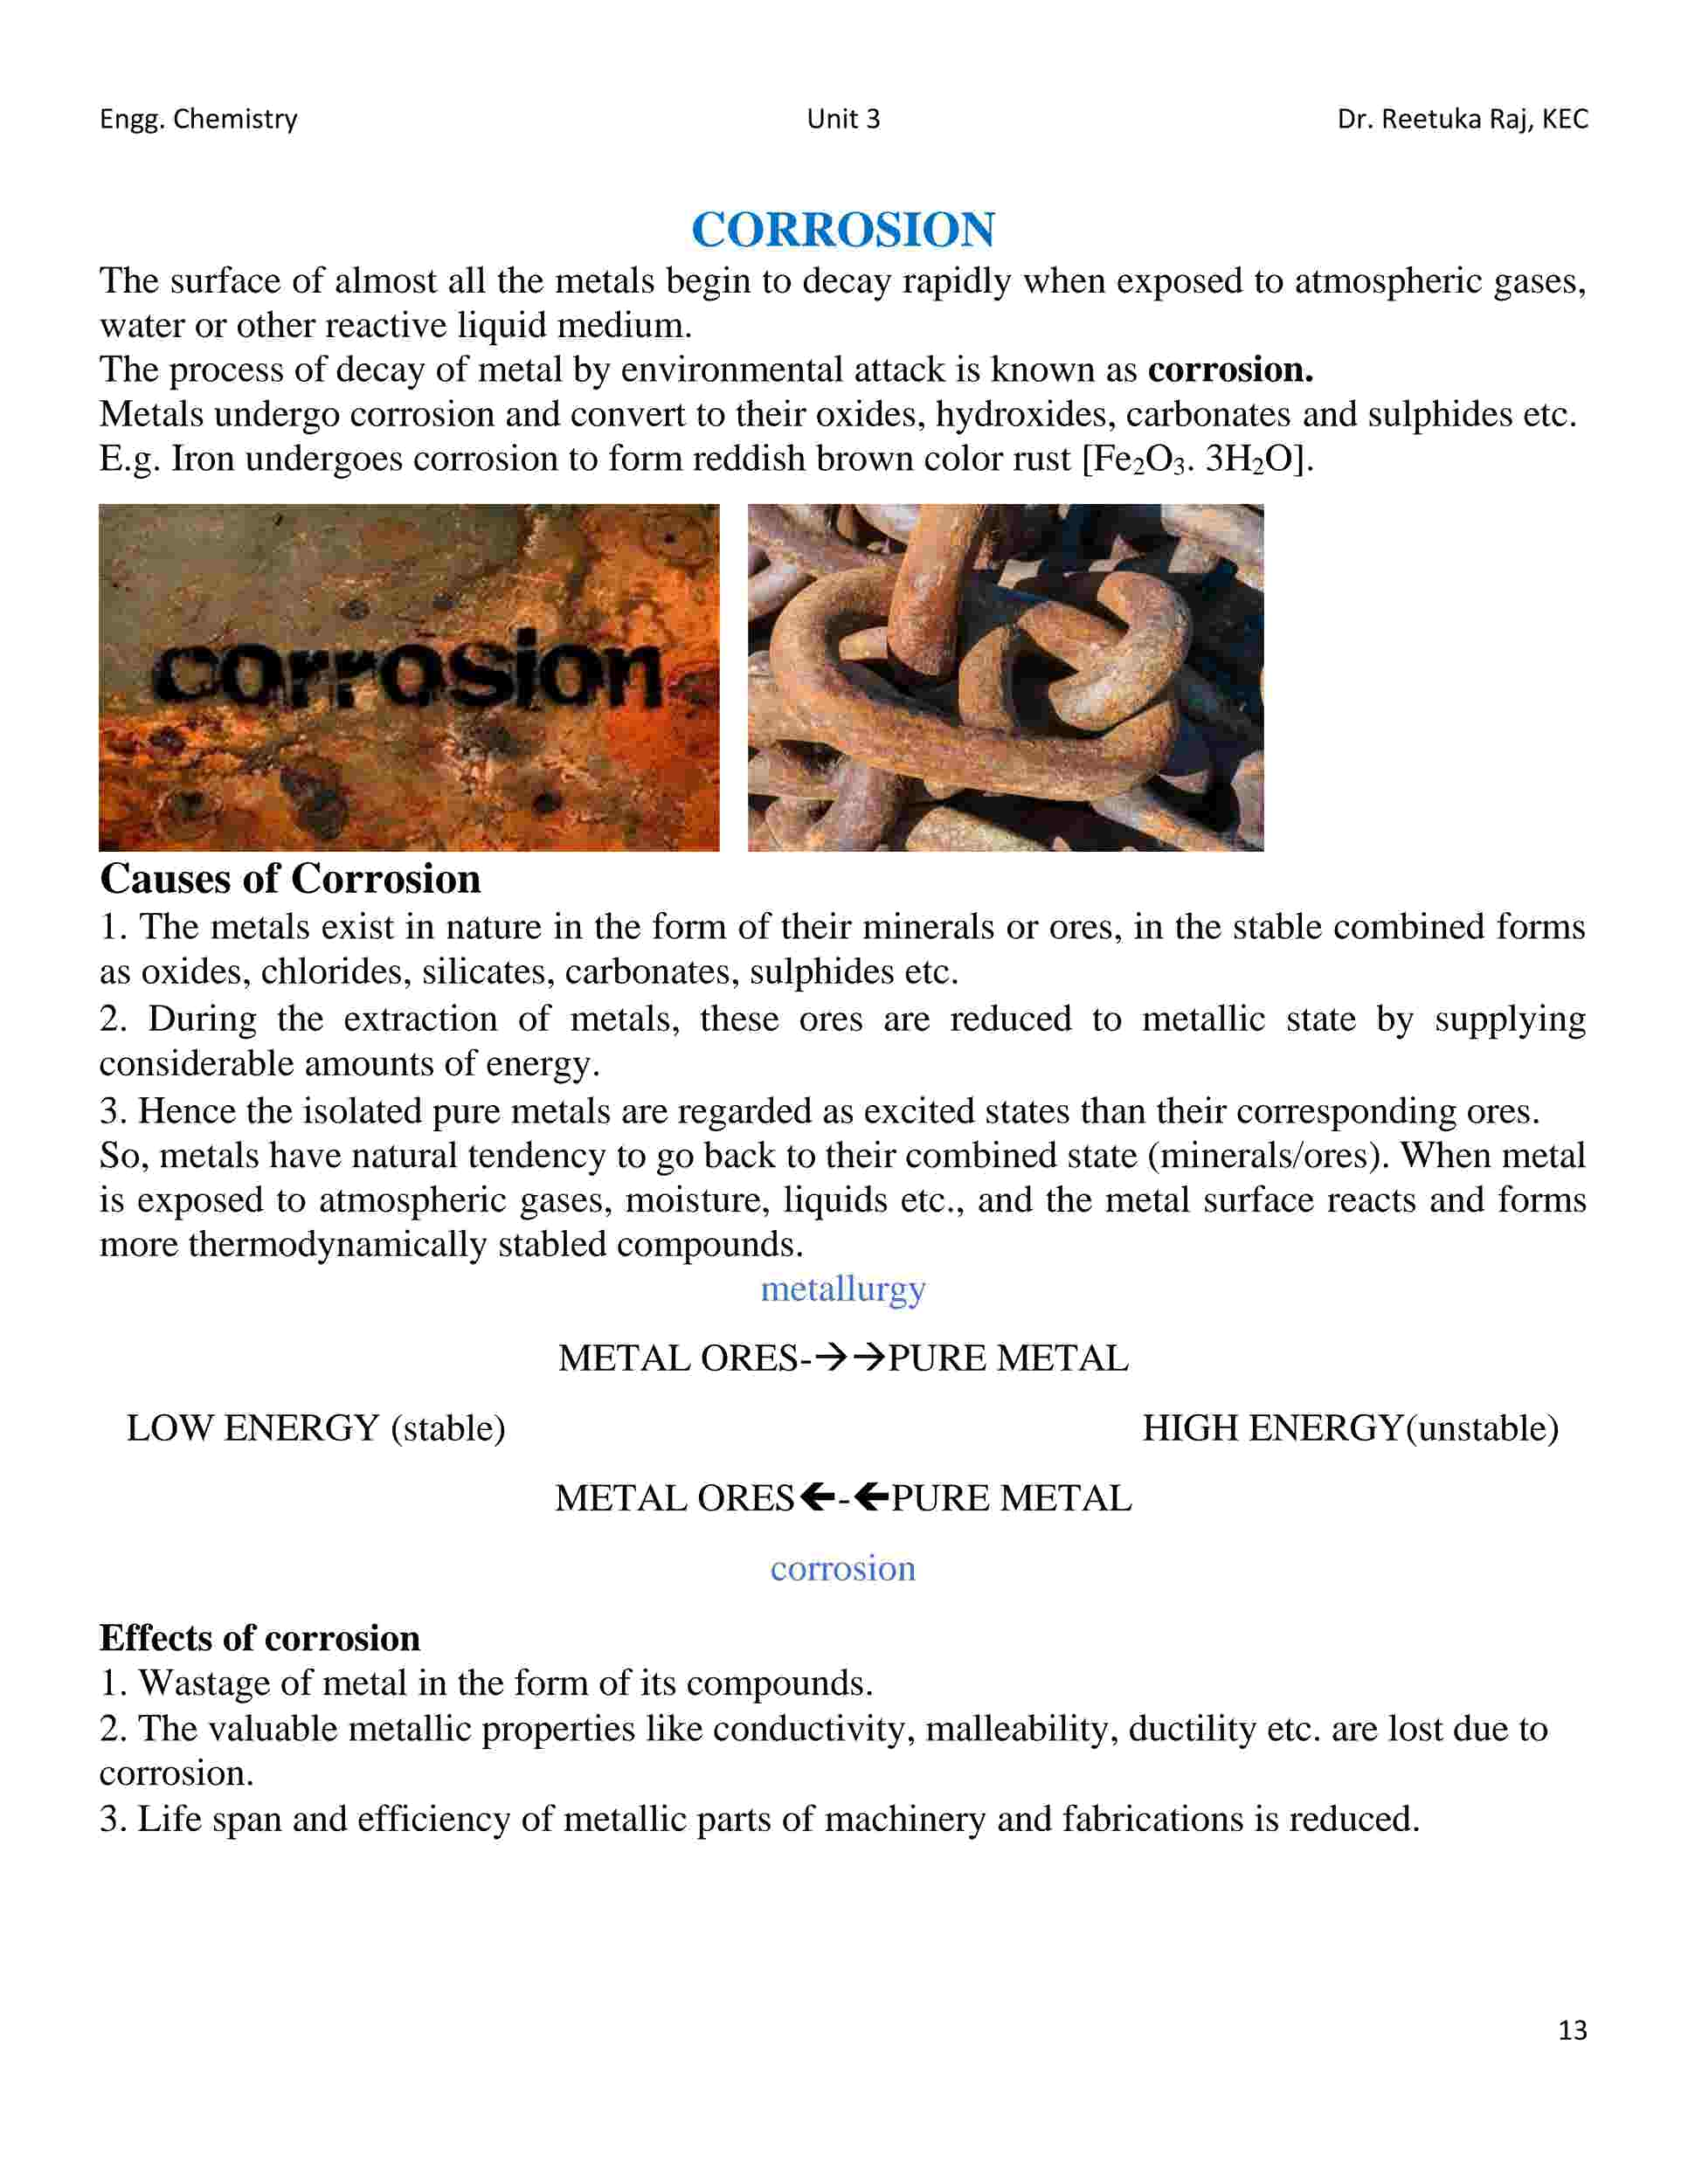 Engg. Chemistry Unit 3 Dr. Reetuka Raj, KEC
CORROSION
The surface of almost all the metals begin to decay rapidly when exposed to atmospheric gases,
water or other reactive liquid medium.
The process of decay of metal by environmental attack is known as corrosion.
Metals undergo corrosion and convert to their oxides, hydroxides, carbonates and sulphides etc.
E.g. Iron undergoes corrosion to form reddish brown color rust [Fe₂O₃. 3H₂O].
corrosion
Causes of Corrosion
1. The metals exist in nature in the form of their minerals or ores, in the stable combined forms
as oxides, chlorides, silicates, carbonates, sulphides etc.
2. During the extraction of metals, these ores are reduced to metallic state by supplying
considerable amounts of energy.
3. Hence the isolated pure metals are regarded as excited states than their corresponding ores.
So, metals have natural tendency to go back to their combined state (minerals/ores). When metal
is exposed to atmospheric gases, moisture, liquids etc., and the metal surface reacts and forms
more thermodynamically stabled compounds.
metallurgy
METAL ORES-→→PURE METAL
LOW ENERGY (stable) HIGH ENERGY(unstable)
METAL ORES←-←PURE METAL
corrosion
Effects of corrosion
1. Wastage of metal in the form of its compounds.
2. The valuable metallic properties like conductivity, malleability, ductility etc. are lost due to
corrosion.
3. Life span and efficiency of metallic parts of machinery and fabrications is reduced.
13